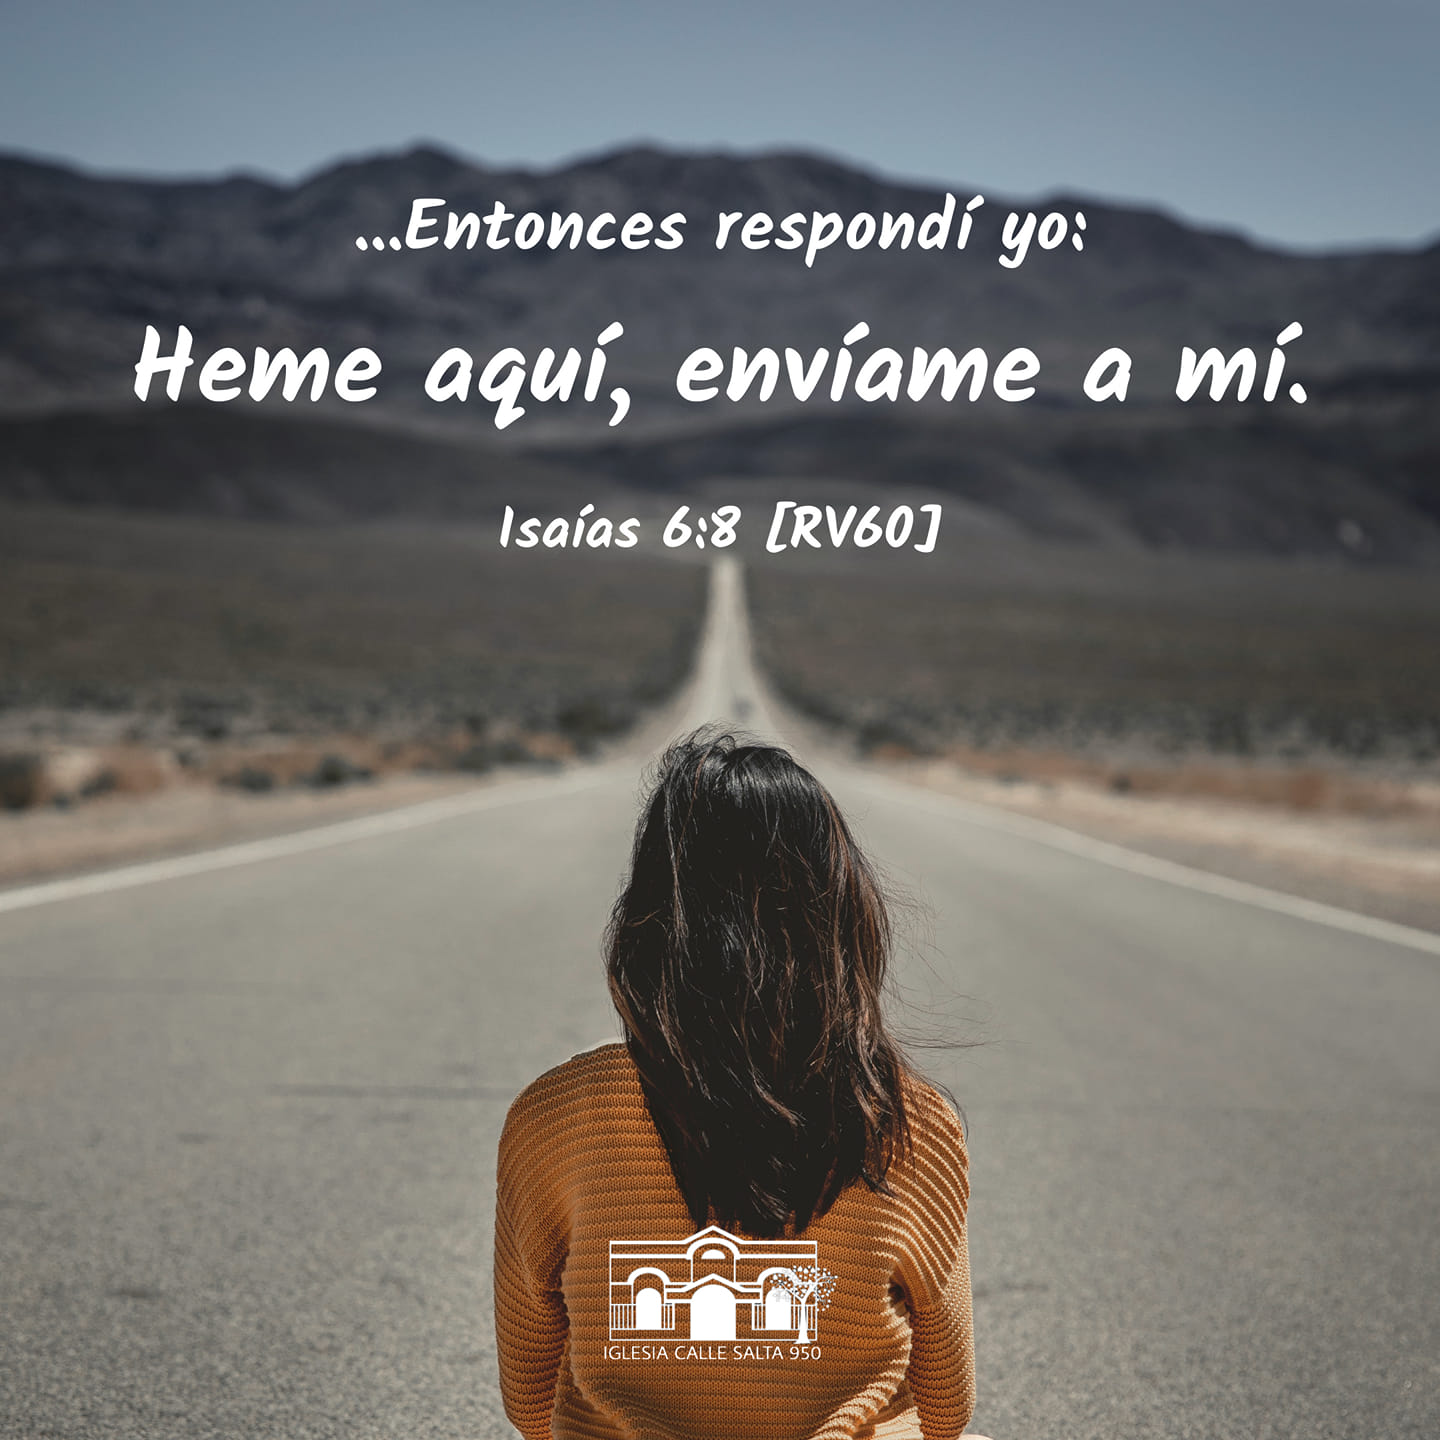 ...Entonces respondí yo:
Heme aquí, envíame a mí.
Isaías 6:8 [RV60]
IGLESIA CALLE SALTA 950